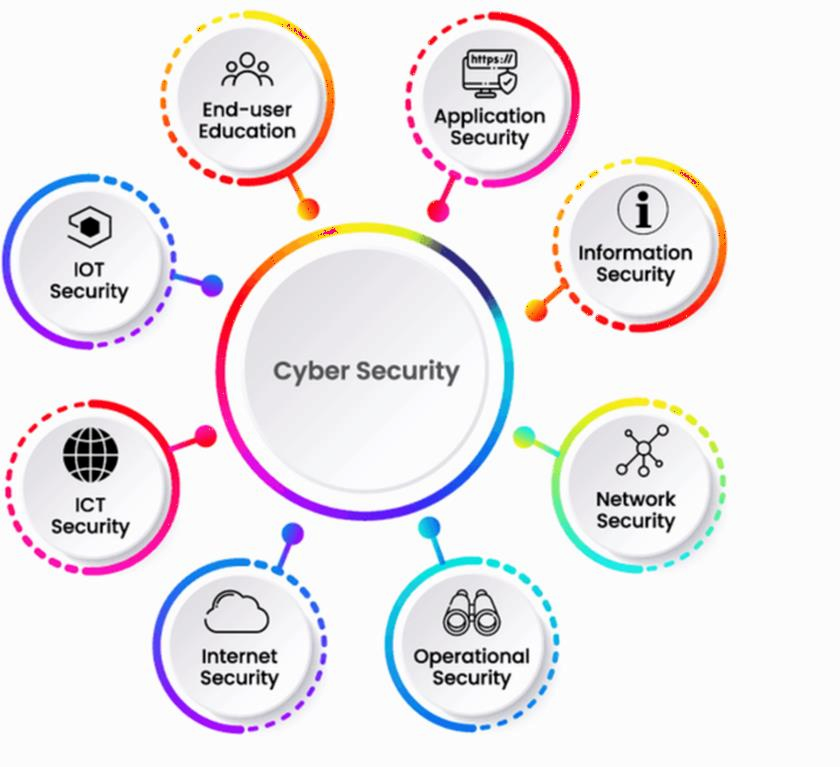 End-user
Education
https://
Application
Security
i
Information
Security
IOT
Security
Cyber Security
ICT
Security
Network
Security
Internet
Security
Operational
Security